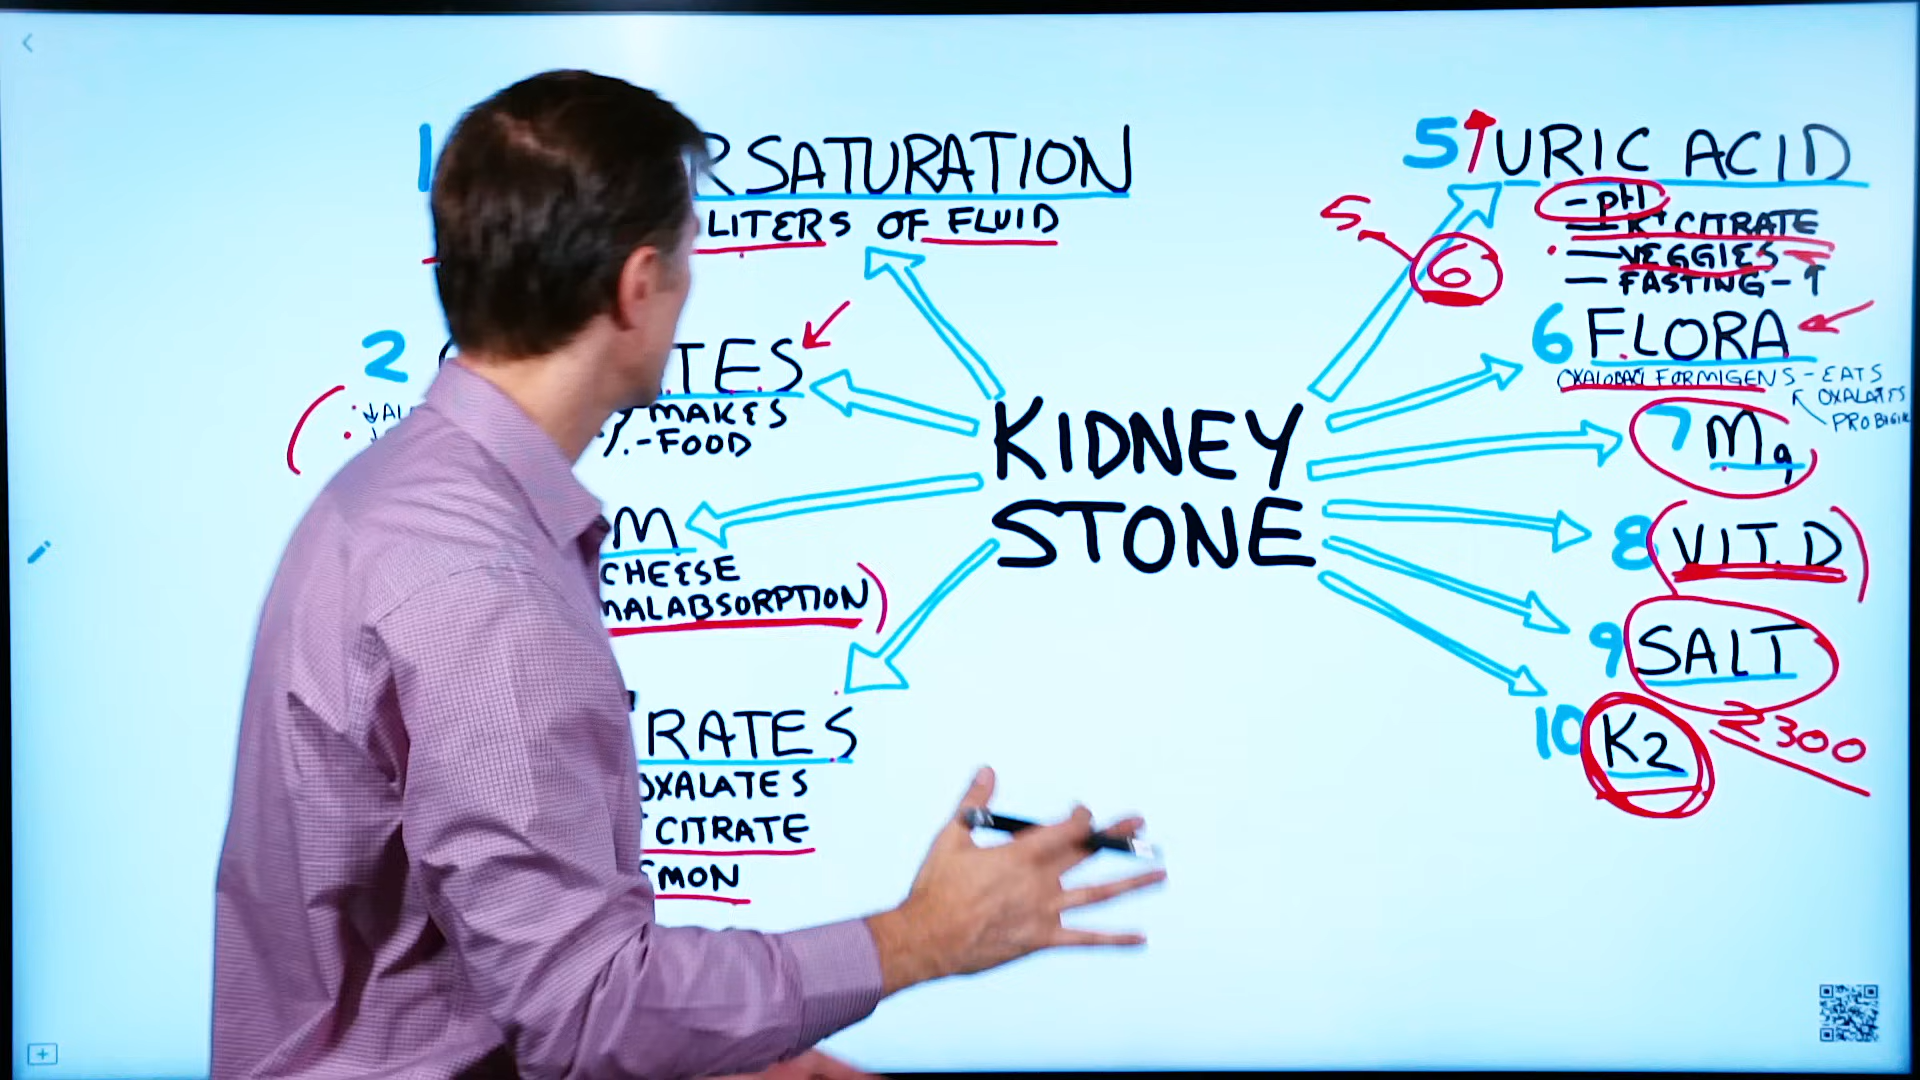 1
RSATURATION
LITERS OF FLUID
2
TES
MAKES
%-FOOD
M
CHEESE
MALABSORPTION
RATES
OXALATES
CITRATE
MON
KIDNEY
STONE
5 ↑ URIC ACID
- pH
5
6
- K+ CITRATE
- VEGGIES
- FASTING - ↑
6 FLORA
FORMIGENS - EATS
OXALATES
7 Mg
8 (VIT. D)
9 SALT
10 K2
300